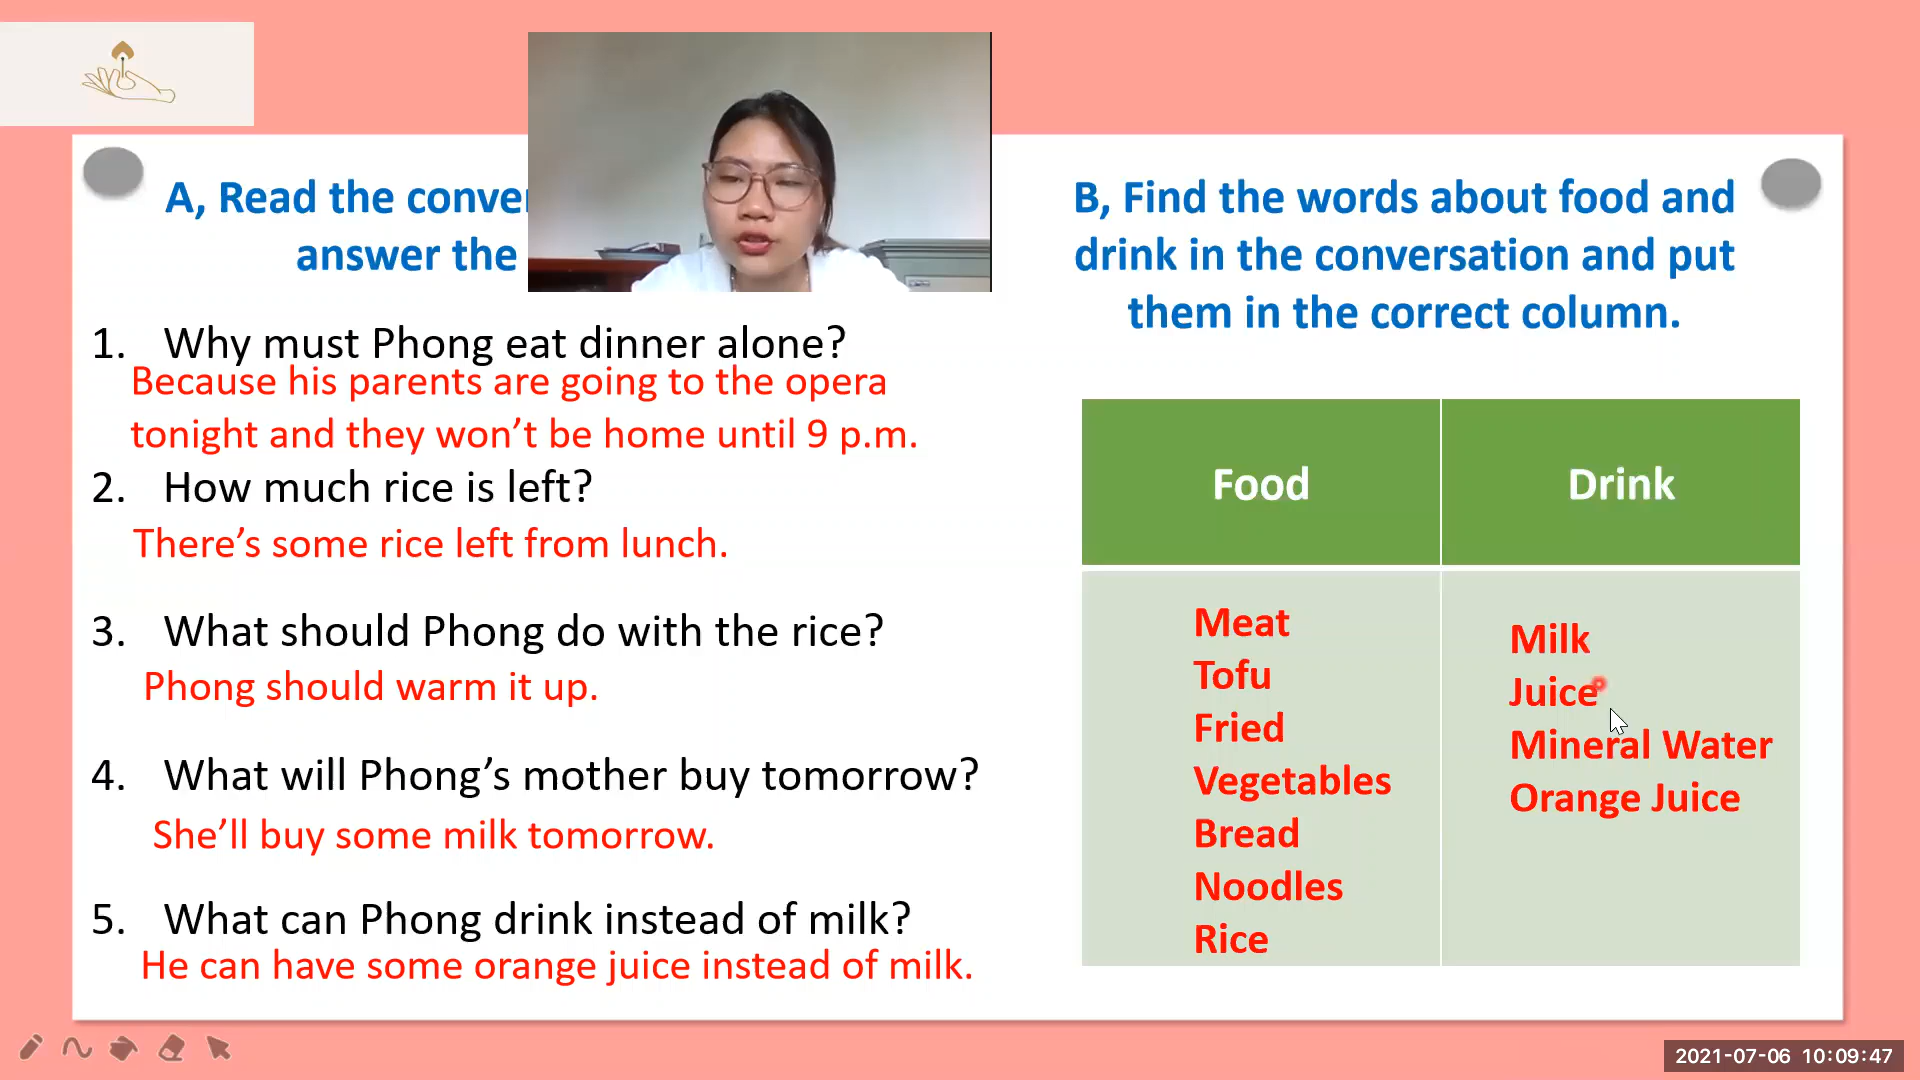 A, Read the conver
answer the
1. Why must Phong eat dinner alone?
Because his parents are going to the opera
tonight and they won’t be home until 9 p.m.
2. How much rice is left?
There’s some rice left from lunch.
3. What should Phong do with the rice?
Phong should warm it up.
4. What will Phong’s mother buy tomorrow?
She’ll buy some milk tomorrow.
5. What can Phong drink instead of milk?
He can have some orange juice instead of milk.
B, Find the words about food and
drink in the conversation and put
them in the correct column.
Food
Meat
Tofu
Fried
Vegetables
Bread
Noodles
Rice
Drink
Milk
Juice
Mineral Water
Orange Juice
2021-07-06 10:09:47